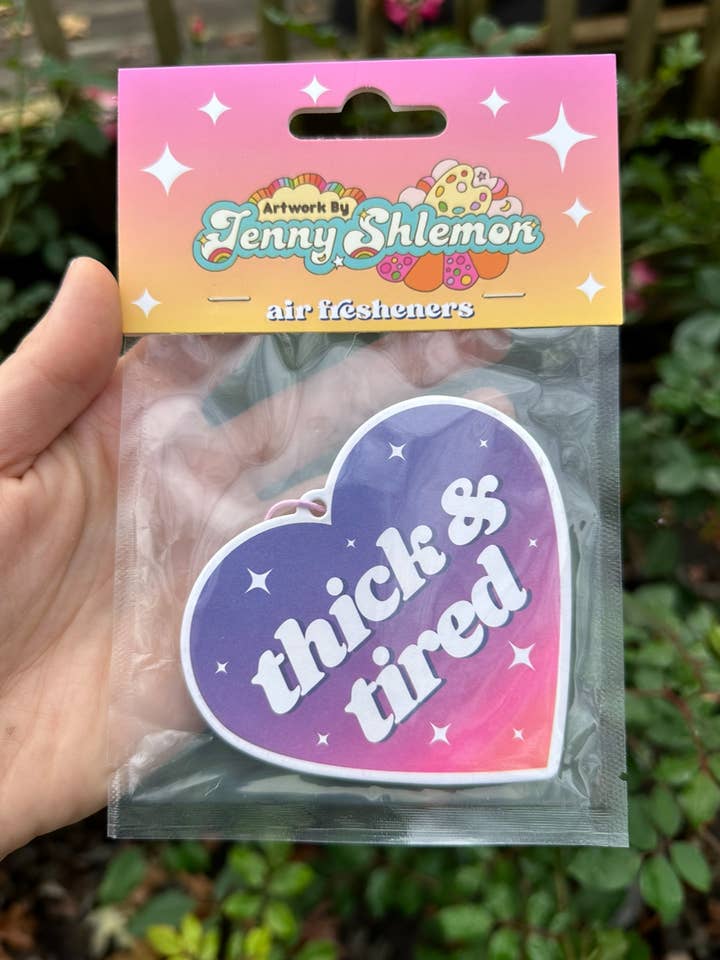 Artwork By
Jenny Shlemon
air fresheners
thick &
tired